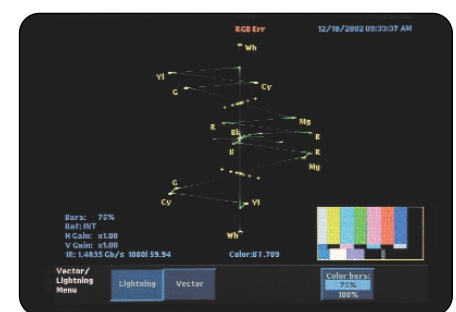 RGB Err
12/10/2002 09:33:37 AM
Wh
Yl
Cy
G
Mg
R
Bk
B
B
R
Mg
G
Cy
Yl
Wh
Bars: 75%
Ref: INT
H Gain: x1.00
V Gain: x1.00
1R: 1.4835 Gb/s 1080i 59.94
Color:BT.709
Vector/
Lightning
Menu
Lightning
Vector
Color bars:
75%
100%